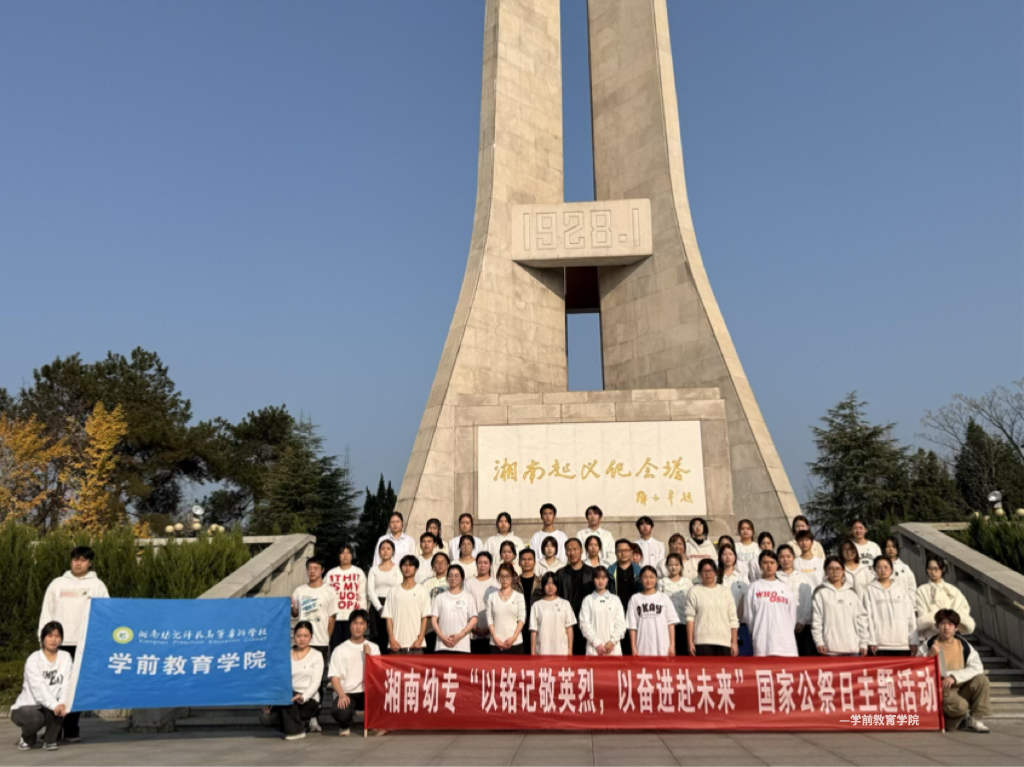 1928.1
湘南起义纪念塔
湘南幼儿师范高等专科学校
学前教育学院
湘南幼专“以铭记敬英烈，以奋进赴未来”国家公祭日主题活动
—学前教育学院
OKAY
WHOSE